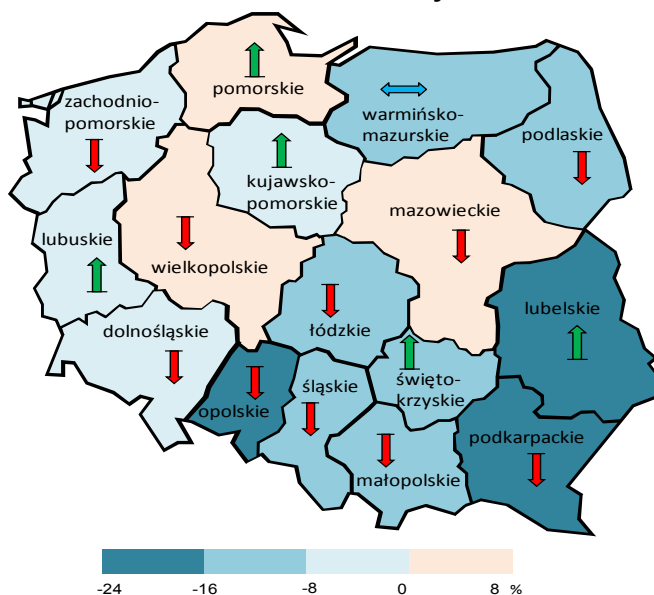 pomorskie
zachodnio-
pomorskie
warmińsko-
mazurskie
podlaskie
kujawsko-
pomorskie
mazowieckie
lubuskie
wielkopolskie
lubelskie
dolnośląskie
łódzkie
opolskie
śląskie
święto-
krzyskie
podkarpackie
małopolskie
-24 -16 -8 0 8 %